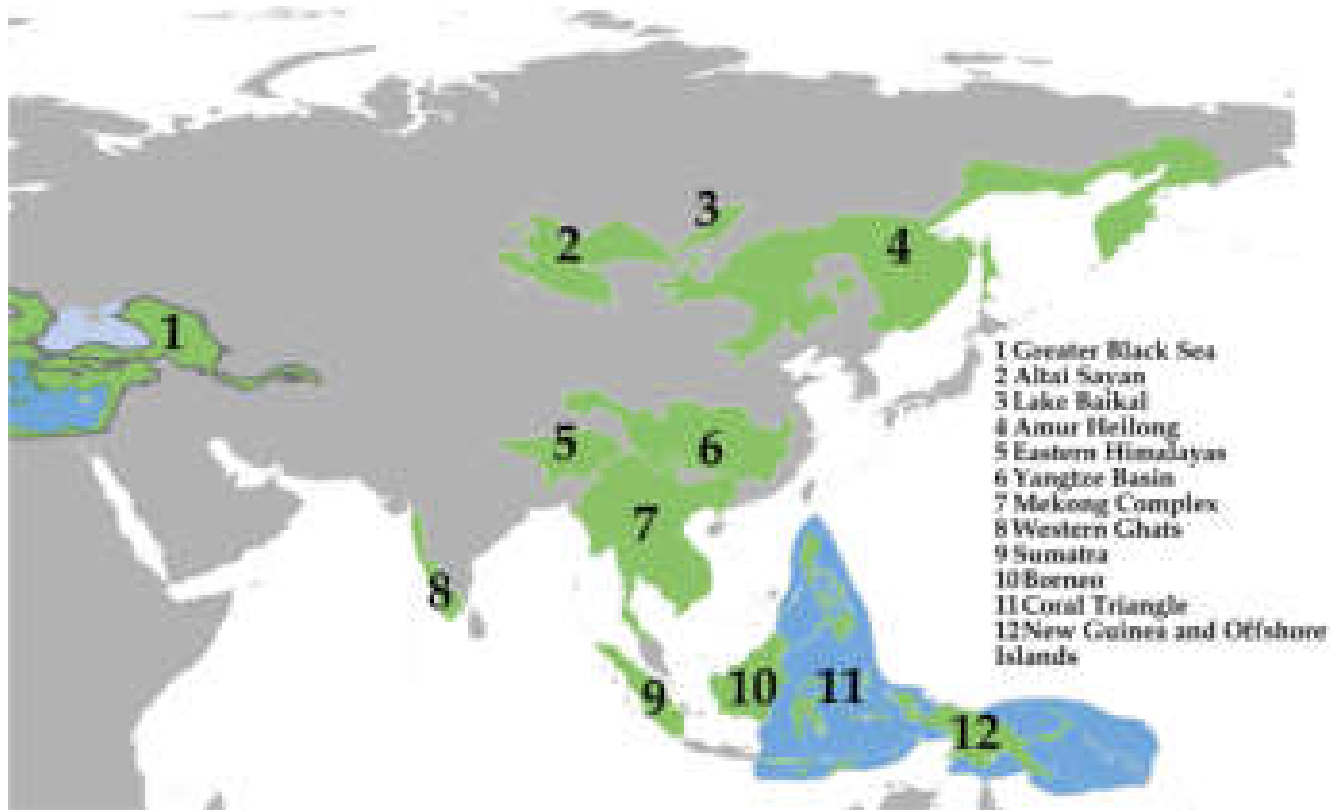 1
2
3
4
5
6
7
8
9
10
11
12
1 Greater Black Sea
2 Altai Sayan
3 Lake Baikal
4 Amur Heilong
5 Eastern Himalayas
6 Yangtze Basin
7 Mekong Complex
8 Western Ghats
9 Sumatra
10 Borneo
11 Coral Triangle
12New Guinea and Offshore
Islands